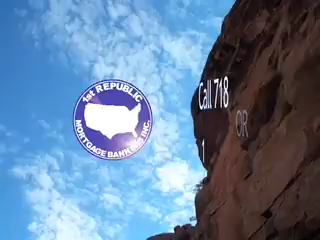 1st REPUBLIC
MORTGAGE BANKERS INC.
Call 718
1
OR